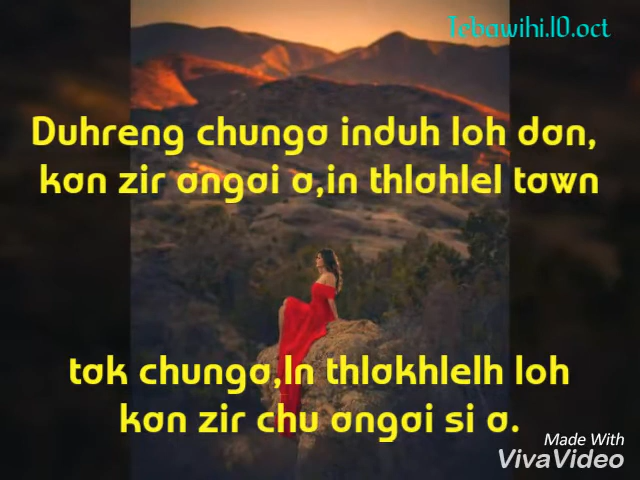 Tebawihi.10.oct
Duhreng chunga induh loh dan,
kan zir angai a,in thlahlel tawn
tak chunga,In thlakhlelh loh
kan zir chu angai si a.
Made With
VivaVideo